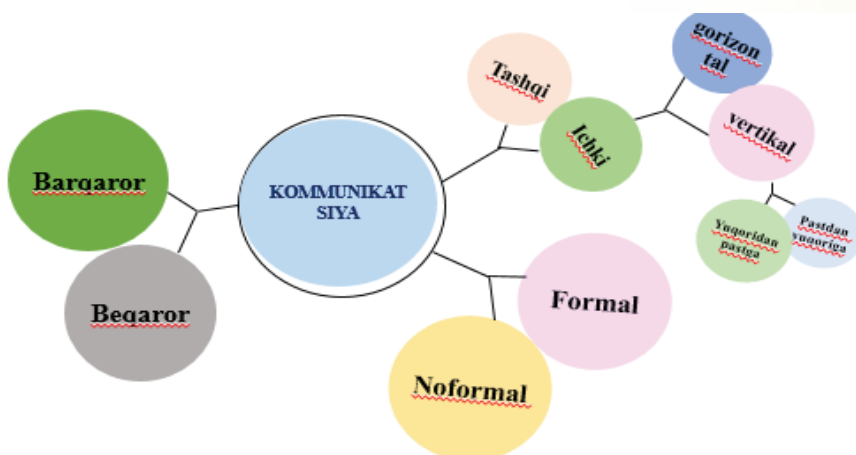 gorizon
tal
Tashqi
Ichki
vertikal
Barqaror
KOMMUNIKAT
SIYA
Yuqoridan
pastga
Pastdan
yuqoriga
Beqaror
Formal
Noformal